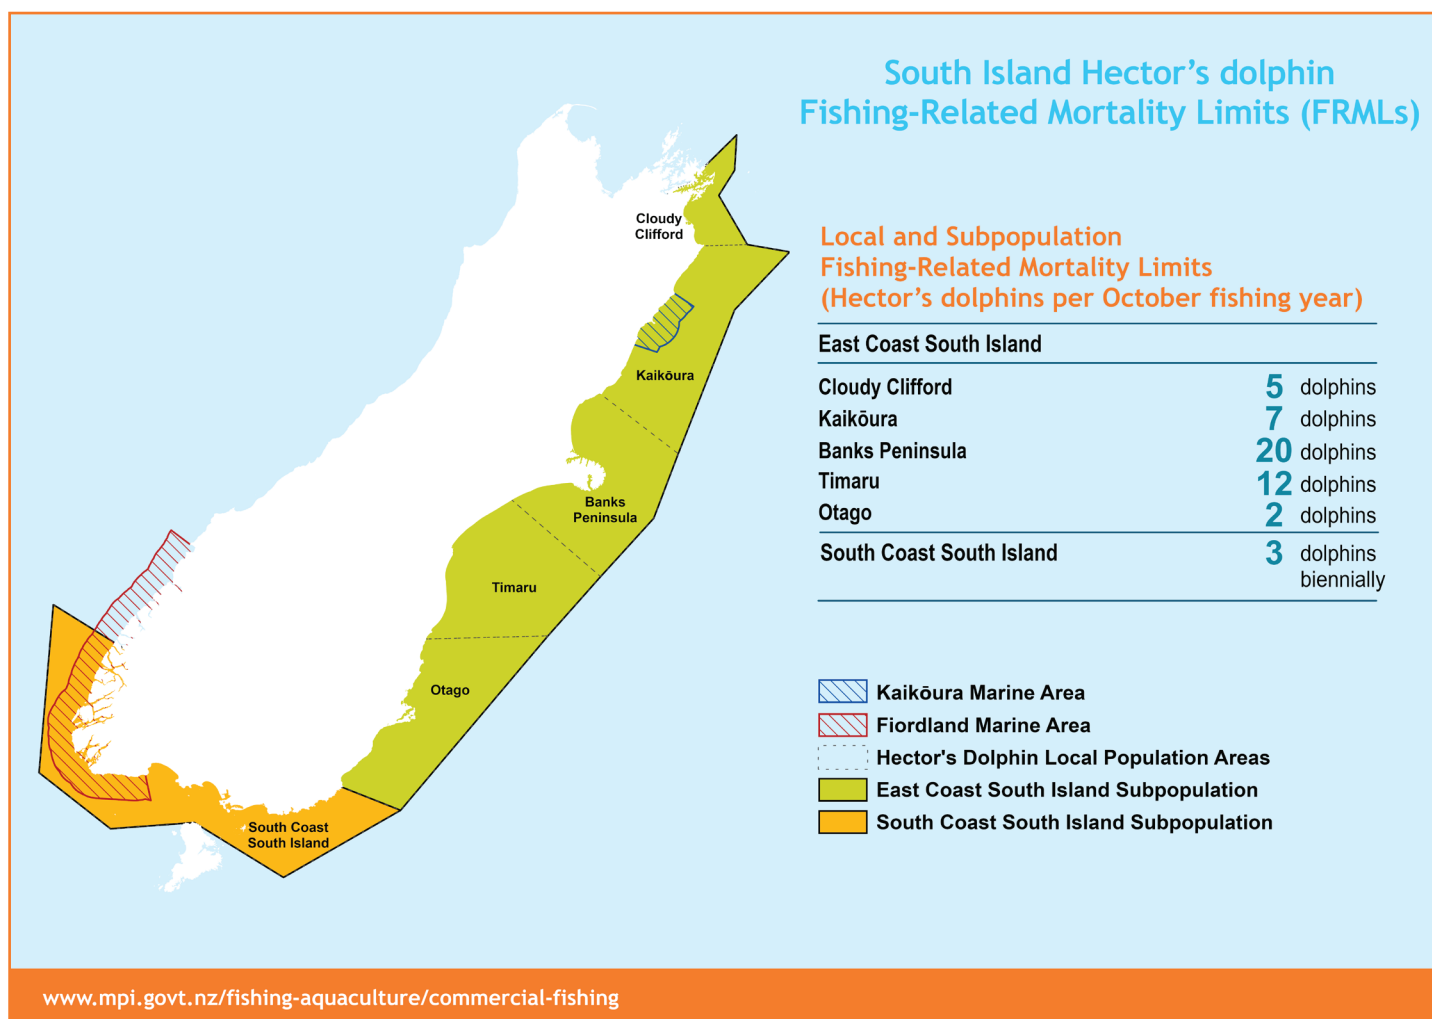 South Island Hector’s dolphin
Fishing-Related Mortality Limits (FRMLs)
Local and Subpopulation
Fishing-Related Mortality Limits
(Hector’s dolphins per October fishing year)
East Coast South Island
Cloudy Clifford 5 dolphins
Kaikōura 7 dolphins
Banks Peninsula 20 dolphins
Timaru 12 dolphins
Otago 2 dolphins
South Coast South Island 3 dolphins
biennially
Cloudy
Clifford
Kaikōura
Banks
Peninsula
Timaru
Otago
South Coast
South Island
Kaikōura Marine Area
Fiordland Marine Area
Hector's Dolphin Local Population Areas
East Coast South Island Subpopulation
South Coast South Island Subpopulation
www.mpi.govt.nz/fishing-aquaculture/commercial-fishing